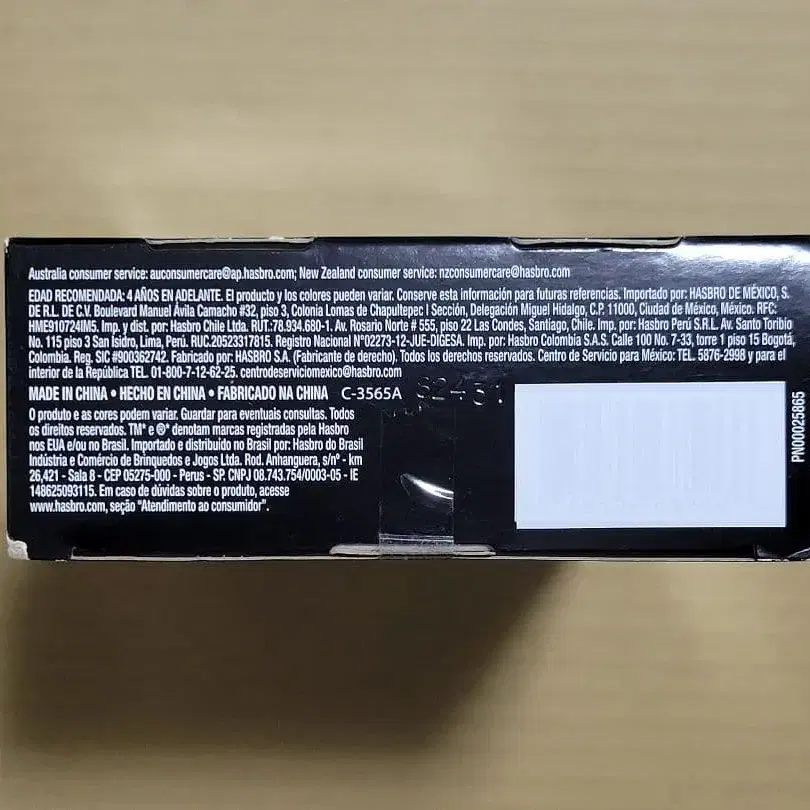 Australia consumer service: auconsumercare@ap.hasbro.com; New Zealand consumer service: nzconsumercare@hasbro.com
EDAD RECOMENDADA: 4 AÑOS EN ADELANTE. El producto y los colores pueden variar. Conserve esta información para futuras referencias. Importado por: HASBRO DE MÉXICO, S.
DE R.L. DE C.V. Boulevard Manuel Ávila Camacho #32, piso 3, Colonia Lomas de Chapultepec I Sección, Delegación Miguel Hidalgo, C.P. 11000, Ciudad de México, México. RFC:
HME910724IM5. Imp. y dist. por: Hasbro Chile Ltda. RUT.:78.934.680-1. Av. Rosario Norte # 555, piso 22 Las Condes, Santiago, Chile. Imp. por: Hasbro Perú S.R.L. Av. Santo Toribio
No. 115 piso 3 San Isidro, Lima, Perú. RUC.20523317815. Registro Nacional N°02273-12-JUE-DIGESA. Imp. por: Hasbro Colombia S.A.S. Calle 100 No. 7-33, torre 1 piso 15 Bogotá,
Colombia. Reg. SIC #900362742. Fabricado por: HASBRO S.A. (Fabricante de derecho). Todos los derechos reservados. Centro de Servicio para México: TEL. 5876-2998 y para el
interior de la República TEL. 01-800-7-12-62-25. centrodeserviciomexico@hasbro.com
MADE IN CHINA • HECHO EN CHINA • FABRICADO NA CHINA C-3565A 82431
O produto e as cores podem variar. Guardar para eventuais consultas. Todos
os direitos reservados. TM* e ®* denotam marcas registradas pela Hasbro
nos EUA e/ou no Brasil. Importado e distribuído no Brasil por: Hasbro do Brasil
Indústria e Comércio de Brinquedos e Jogos Ltda. Rod. Anhanguera, s/nº - km
26,421 - Sala 8 - CEP 05275-000 - Perus - SP. CNPJ 08.743.754/0003-05 - IE
148625093115. Em caso de dúvidas sobre o produto, acesse
www.hasbro.com, seção "Atendimento ao consumidor".
PN00025865